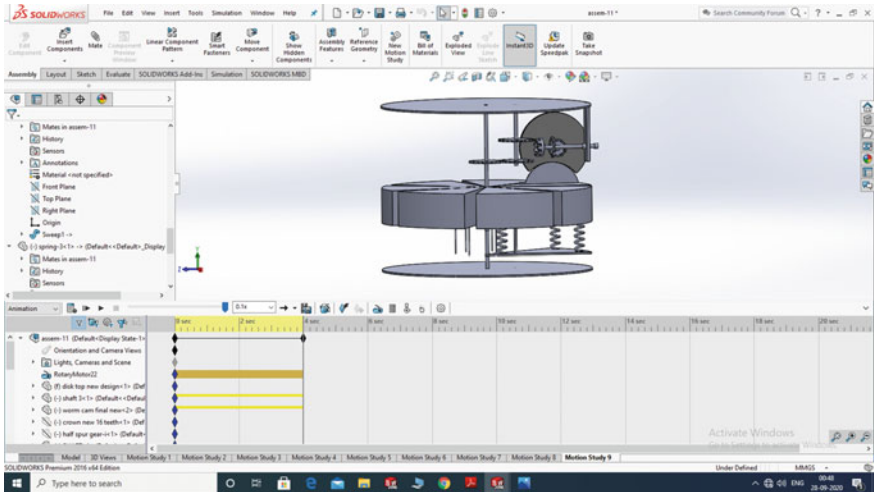 SOLIDWORKS File Edit View Insert Tools Simulation Window Help assem-11 * Search Community Forum
Edit Component
Insert Components
Mate
Component Preview Window
Linear Component Pattern
Smart Fasteners
Move Component
Show Hidden Components
Assembly Features
Reference Geometry
New Motion Study
Bill of Materials
Exploded View
Explode Line Sketch
Instant3D
Update Speedpak
Take Snapshot
Assembly Layout Sketch Evaluate SOLIDWORKS Add-Ins Simulation SOLIDWORKS MBD
Mates in assem-11
History
Sensors
Annotations
Material <not specified>
Front Plane
Top Plane
Right Plane
Origin
Sweep1 ->
(-) spring-3<1> -> (Default<<Default>_Display
Mates in assem-11
History
Sensors
Y
Z
Animation 0.1x
0 sec 2 sec 4 sec 6 sec 8 sec 10 sec 12 sec 14 sec 16 sec 18 sec 20 sec
assem-11 (Default<Display State-1>
Orientation and Camera Views
Lights, Cameras and Scene
RotaryMotor22
(f) disk top new design<1> (Def
(-) shaft 3<1> (Default<<Defaul
(-) worm cam final new<2> (De
(-) crown new 16 teeth<1> (Def
(-) half spur gear-i<1> (Default<
Activate Windows
Go to Settings to activate Windows.
Model 3D Views Motion Study 1 Motion Study 2 Motion Study 3 Motion Study 4 Motion Study 5 Motion Study 6 Motion Study 7 Motion Study 8 Motion Study 9
SOLIDWORKS Premium 2016 x64 Edition Under Defined MMGS
Type here to search ENG 00:48
28-09-2020